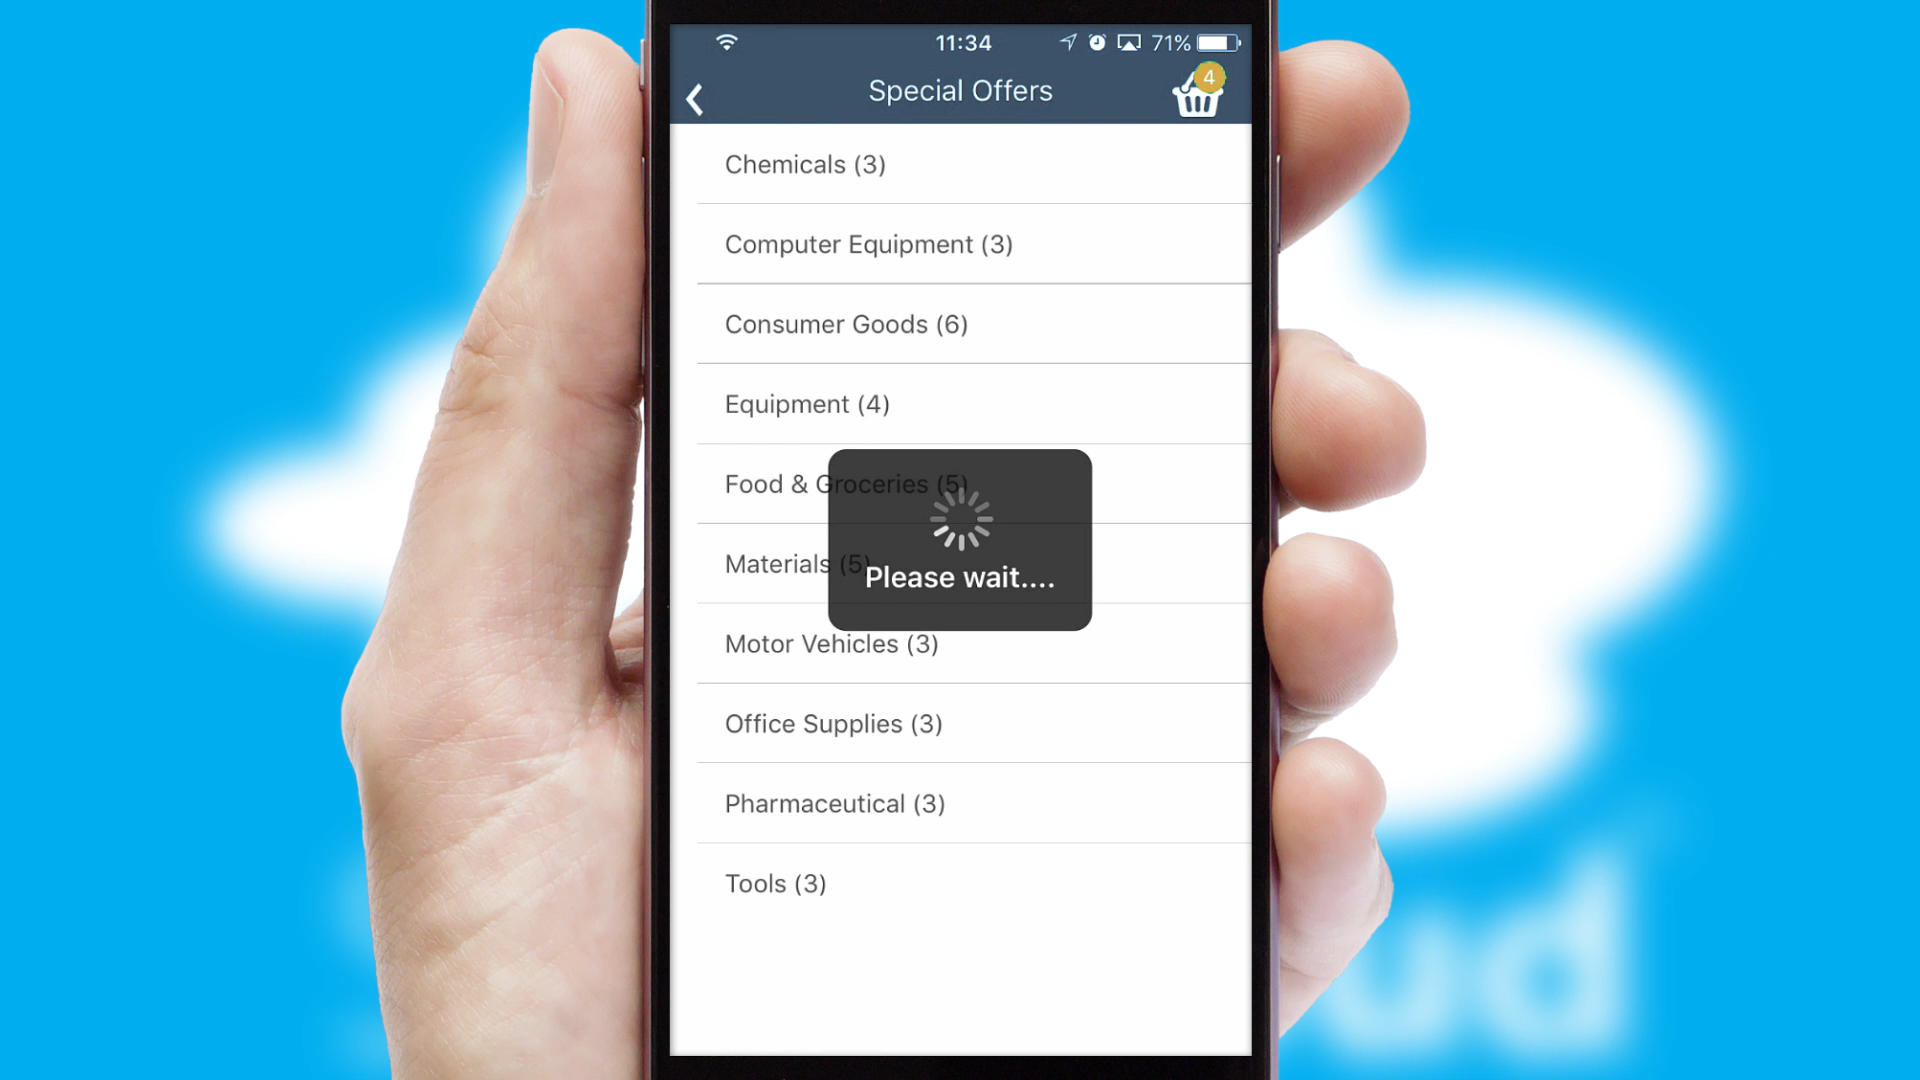 11:34
71%
Special Offers
4
Chemicals (3)
Computer Equipment (3)
Consumer Goods (6)
Equipment (4)
Food & Groceries (5)
Materials (5)
Please wait....
Motor Vehicles (3)
Office Supplies (3)
Pharmaceutical (3)
Tools (3)
ud